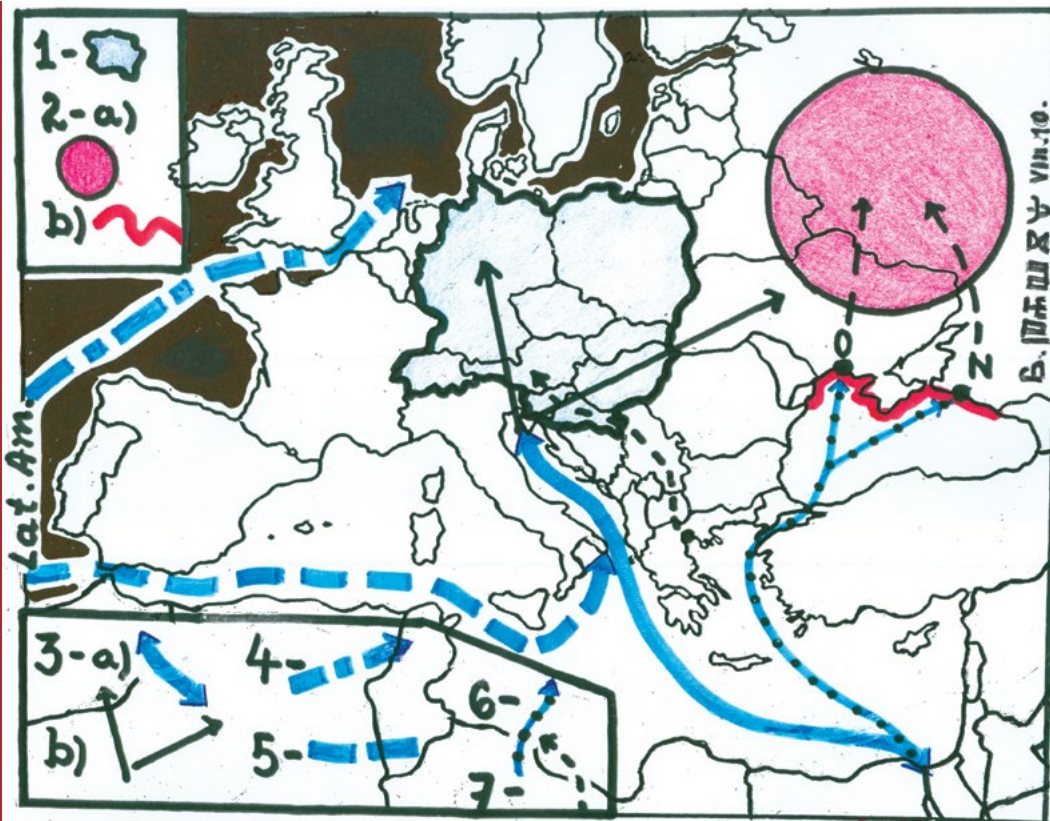 1-
2-a)
b)
Lat. Am.
O
N
3-a)
b)
4-
5-
6-
7-
VIII.10.